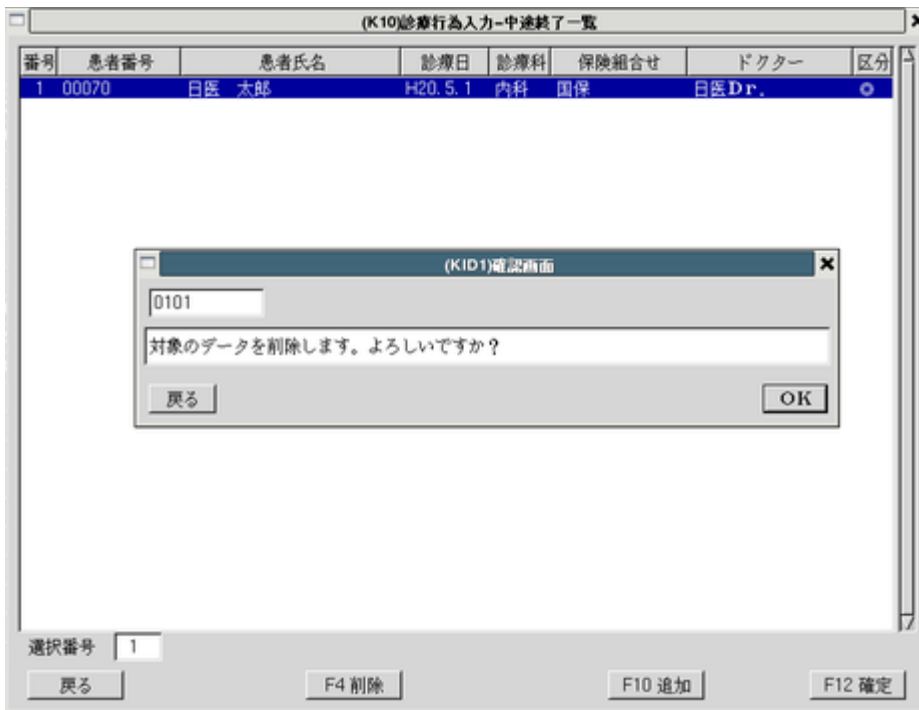 (K10)診療行為入力-中途終了一覧
番号 患者番号 患者氏名 診療日 診療科 保険組合せ ドクター 区分
1 00070 日医 太郎 H20. 5. 1 内科 国保 日医Dr. ◎
(KID1)確認画面
0101
対象のデータを削除します。よろしいですか?
戻る OK
選択番号 1
戻る F4 削除 F10 追加 F12 確定